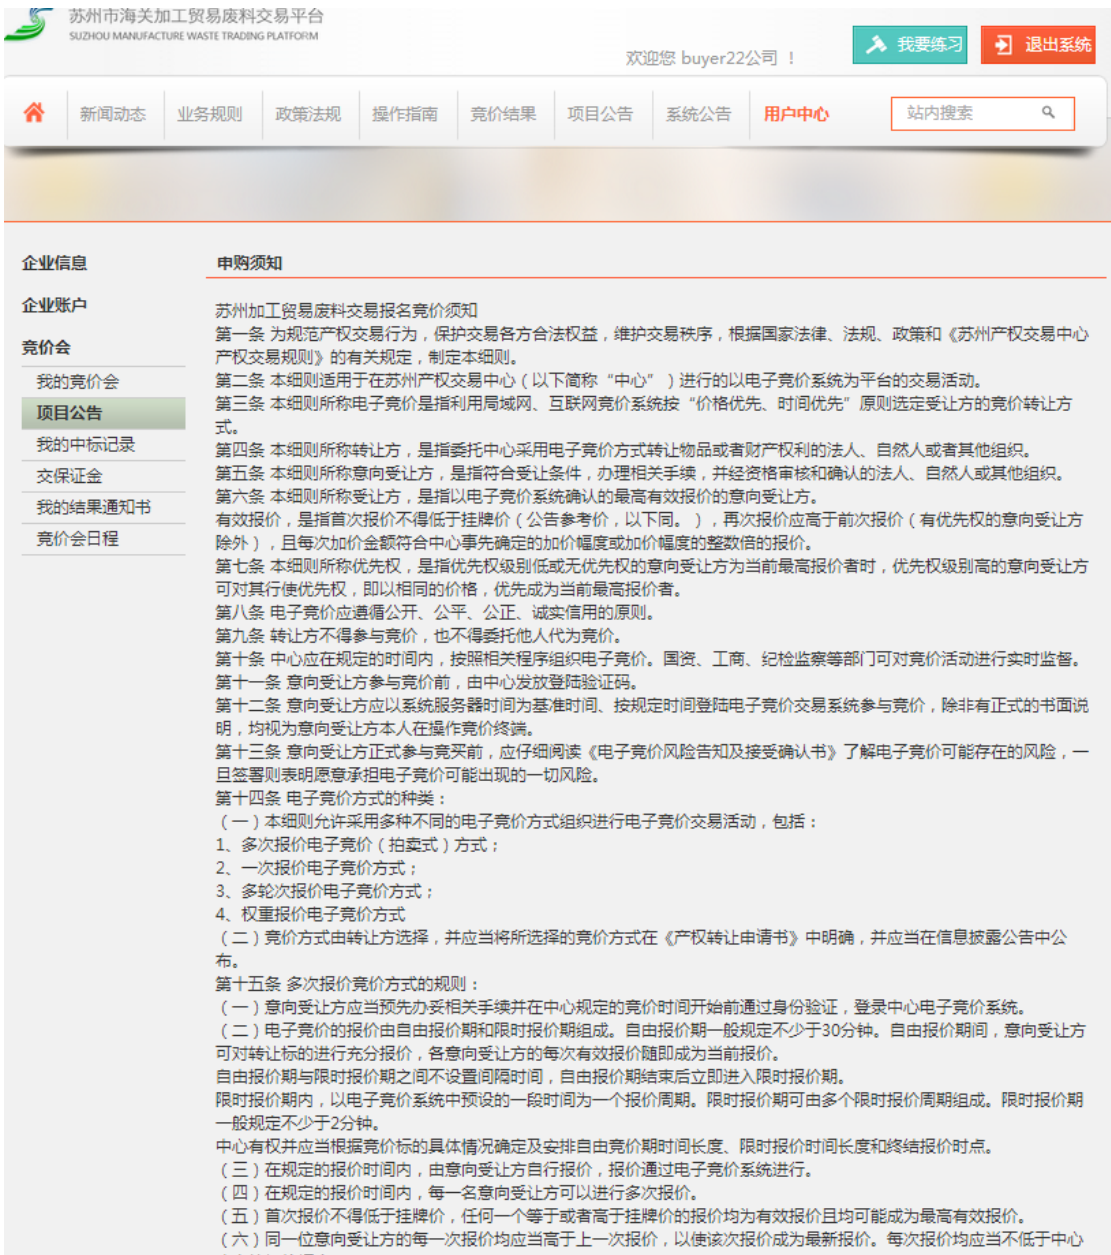 苏州市海关加工贸易废料交易平台
SUZHOU MANUFACTURE WASTE TRADING PLATFORM
欢迎您 buyer22公司 ！
我要练习
退出系统
新闻动态
业务规则
政策法规
操作指南
竞价结果
项目公告
系统公告
用户中心
站内搜索
企业信息
企业账户
竞价会
我的竞价会
项目公告
我的中标记录
交保证金
我的结果通知书
竞价会日程
申购须知
苏州加工贸易废料交易报名竞价须知
第一条 为规范产权交易行为，保护交易各方合法权益，维护交易秩序，根据国家法律、法规、政策和《苏州产权交易中心
产权交易规则》的有关规定，制定本细则。
第二条 本细则适用于在苏州产权交易中心（以下简称“中心”）进行的以电子竞价系统为平台的交易活动。
第三条 本细则所称电子竞价是指利用局域网、互联网竞价系统按“价格优先、时间优先”原则选定受让方的竞价转让方
式。
第四条 本细则所称转让方，是指委托中心采用电子竞价方式转让物品或者财产权利的法人、自然人或者其他组织。
第五条 本细则所称意向受让方，是指符合受让条件，办理相关手续，并经资格审核和确认的法人、自然人或其他组织。
第六条 本细则所称受让方，是指以电子竞价系统确认的最高有效报价的意向受让方。
有效报价，是指首次报价不得低于挂牌价（公告参考价，以下同。），再次报价应高于前次报价（有优先权的意向受让方
除外），且每次加价金额符合中心事先确定的加价幅度或加价幅度的整数倍的报价。
第七条 本细则所称优先权，是指优先权级别低或无优先权的意向受让方为当前最高报价者时，优先权级别高的意向受让方
可对其行使优先权，即以相同的价格，优先成为当前最高报价者。
第八条 电子竞价应遵循公开、公平、公正、诚实信用的原则。
第九条 转让方不得参与竞价，也不得委托他人代为竞价。
第十条 中心应在规定的时间内，按照相关程序组织电子竞价。国资、工商、纪检监察等部门可对竞价活动进行实时监督。
第十一条 意向受让方参与竞价前，由中心发放登陆验证码。
第十二条 意向受让方应以系统服务器时间为基准时间、按规定时间登陆电子竞价交易系统参与竞价，除非有正式的书面说
明，均视为意向受让方本人在操作竞价终端。
第十三条 意向受让方正式参与竞买前，应仔细阅读《电子竞价风险告知及接受确认书》了解电子竞价可能存在的风险，一
旦签署则表明愿意承担电子竞价可能出现的一切风险。
第十四条 电子竞价方式的种类：
（一）本细则允许采用多种不同的电子竞价方式组织进行电子竞价交易活动，包括：
1、多次报价电子竞价（拍卖式）方式；
2、一次报价电子竞价方式；
3、多轮次报价电子竞价方式；
4、权重报价电子竞价方式
（二）竞价方式由转让方选择，并应当将所选择的竞价方式在《产权转让申请书》中明确，并应当在信息披露公告中公
布。
第十五条 多次报价竞价方式的规则：
（一）意向受让方应当预先办妥相关手续并在中心规定的竞价时间开始前通过身份验证，登录中心电子竞价系统。
（二）电子竞价的报价由自由报价期和限时报价期组成。自由报价期一般规定不少于30分钟。自由报价期间，意向受让方
可对转让标的进行充分报价，各意向受让方的每次有效报价随即成为当前报价。
自由报价期与限时报价期之间不设置间隔时间，自由报价期结束后立即进入限时报价期。
限时报价期内，以电子竞价系统中预设的一段时间为一个报价周期。限时报价期可由多个限时报价周期组成。限时报价期
一般规定不少于2分钟。
中心有权并应当根据竞价标的具体情况确定及安排自由竞价期时间长度、限时报价时间长度和终结报价时点。
（三）在规定的报价时间内，由意向受让方自行报价，报价通过电子竞价系统进行。
（四）在规定的报价时间内，每一名意向受让方可以进行多次报价。
（五）首次报价不得低于挂牌价，任何一个等于或者高于挂牌价的报价均为有效报价且均可能成为最高有效报价。
（六）同一位意向受让方的每一次报价均应当高于上一次报价，以使该次报价成为最新报价。每次报价均应当不低于中心